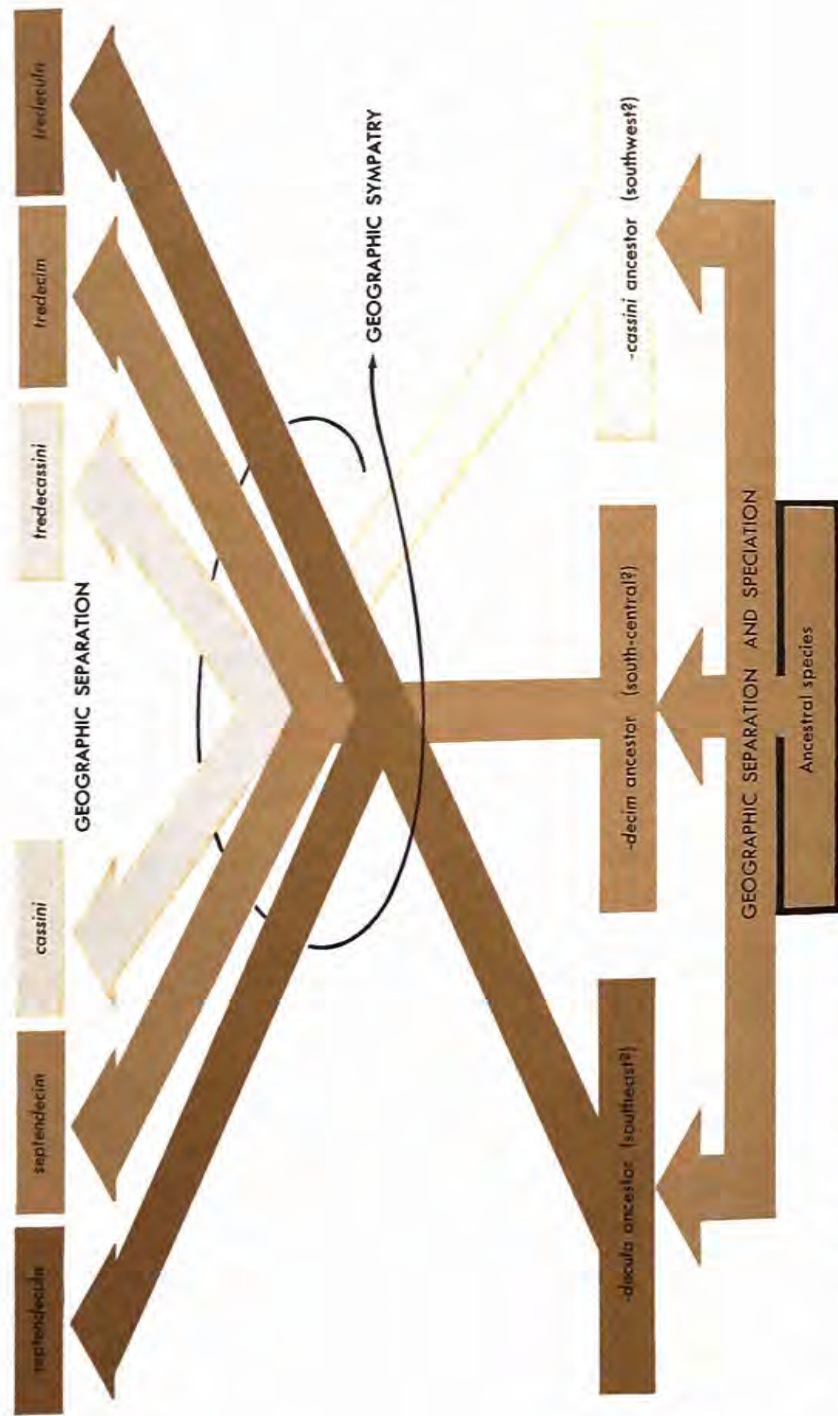 septendecula
septendecim
cassini
tredecassini
tredecim
tredecula
GEOGRAPHIC SEPARATION
GEOGRAPHIC SYMPATRY
-decula ancestor (southeast?)
-decim ancestor (south-central?)
-cassini ancestor (southwest?)
GEOGRAPHIC SEPARATION AND SPECIATION
Ancestral species